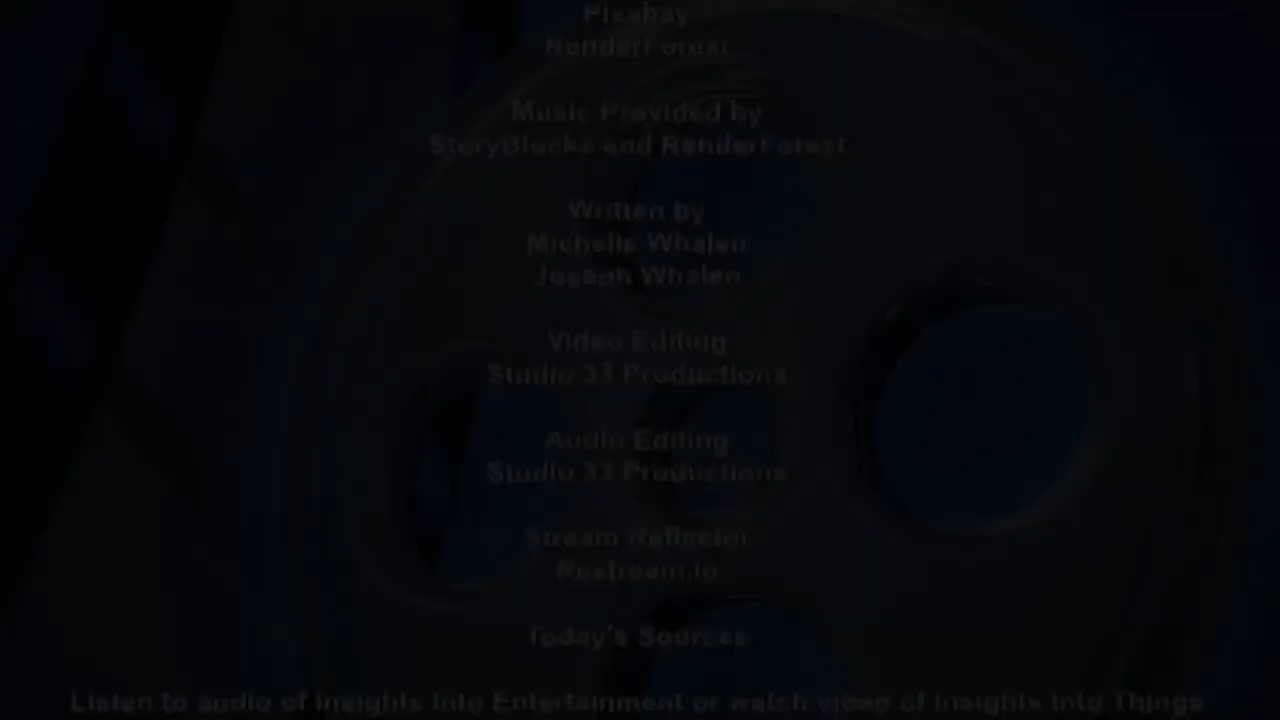 Pixabay
RenderForest
Music Provided by
StoryBlocks and RenderForest
Written by
Michelle Whalen
Joseph Whalen
Video Editing
Studio 33 Productions
Audio Editing
Studio 33 Productions
Stream Reflector
Restream.io
Today's Sources
Listen to audio of Insights Into Entertainment or watch video of Insights Into Things